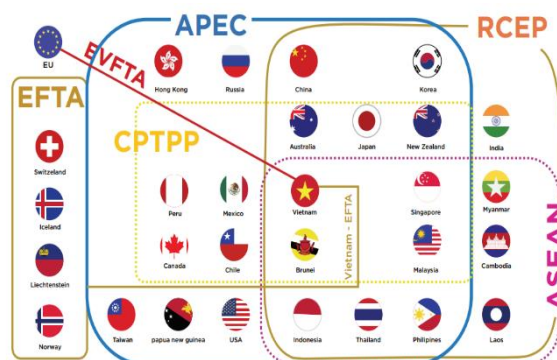 APEC
RCEP
EU
EVFTA
Hong Kong
Russia
China
Korea
EFTA
CPTPP
Australia
Japan
New Zealand
India
Switzeland
Peru
Mexico
Vietnam
Singapore
Myanmar
Iceland
Canada
Chile
Brunei
Vietnam - EFTA
Malaysia
Cambodia
ASEAN
Liechtenstein
Norway
Taiwan
papua new guinea
USA
Indonesia
Thailand
Philipines
Laos